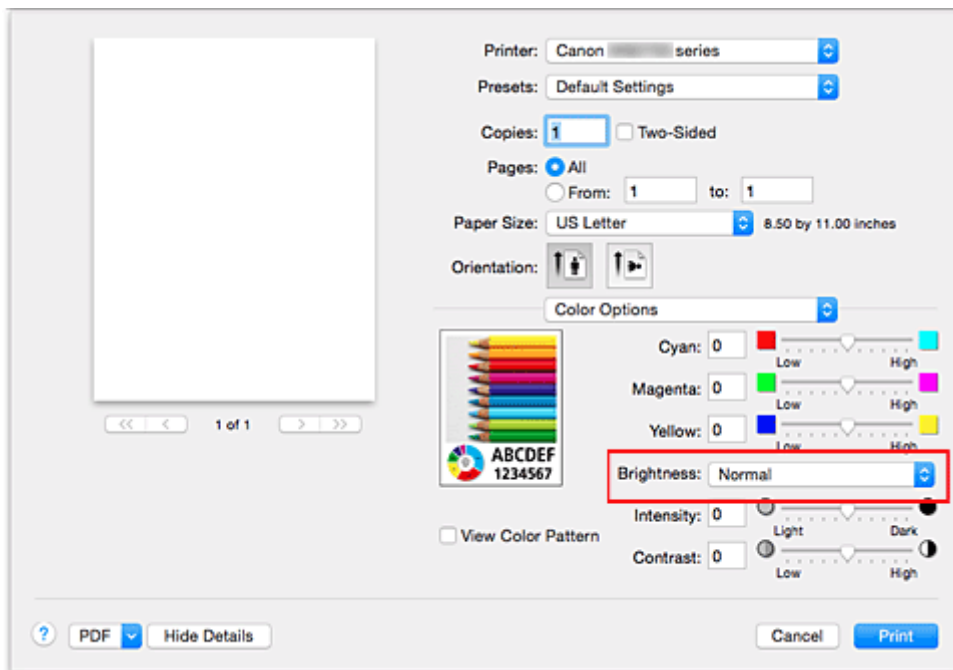 Printer: Canon series
Presets: Default Settings
Copies: 1 Two-Sided
Pages: All
From: 1 to: 1
Paper Size: US Letter 8.50 by 11.00 inches
Orientation:
Color Options
Cyan: 0
Low High
Magenta: 0
Low High
Yellow: 0
Low High
ABCDEF
1234567
Brightness: Normal
Intensity: 0
Light Dark
View Color Pattern
Contrast: 0
Low High
<< < 1 of 1 > >>
? PDF Hide Details Cancel Print